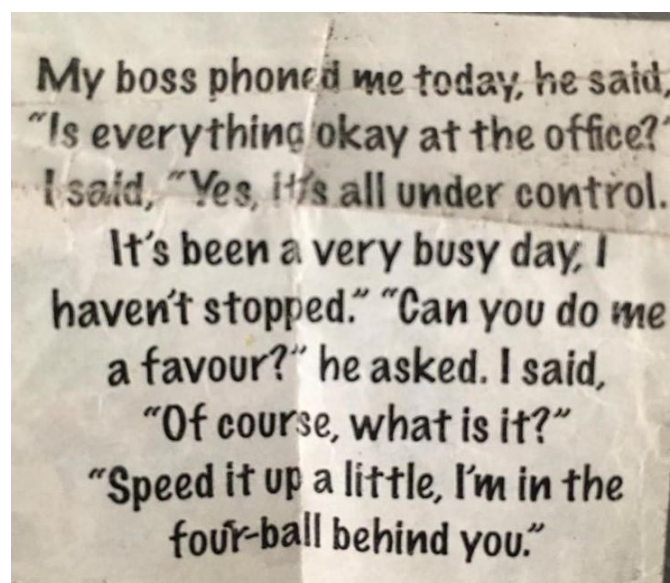 My boss phoned me today, he said,
“Is everything okay at the office?”
I said, “Yes, it's all under control.
It's been a very busy day, I
haven't stopped.” “Can you do me
a favour?” he asked. I said,
“Of course, what is it?”
“Speed it up a little, I'm in the
four-ball behind you.”